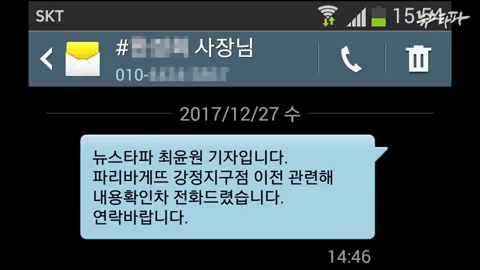 SKT
15:54
뉴스타파
# 사장님
010-
2017/12/27 수
뉴스타파 최윤원 기자입니다.
파리바게뜨 강정지구점 이전 관련해
내용확인차 전화드렸습니다.
연락바랍니다.
14:46